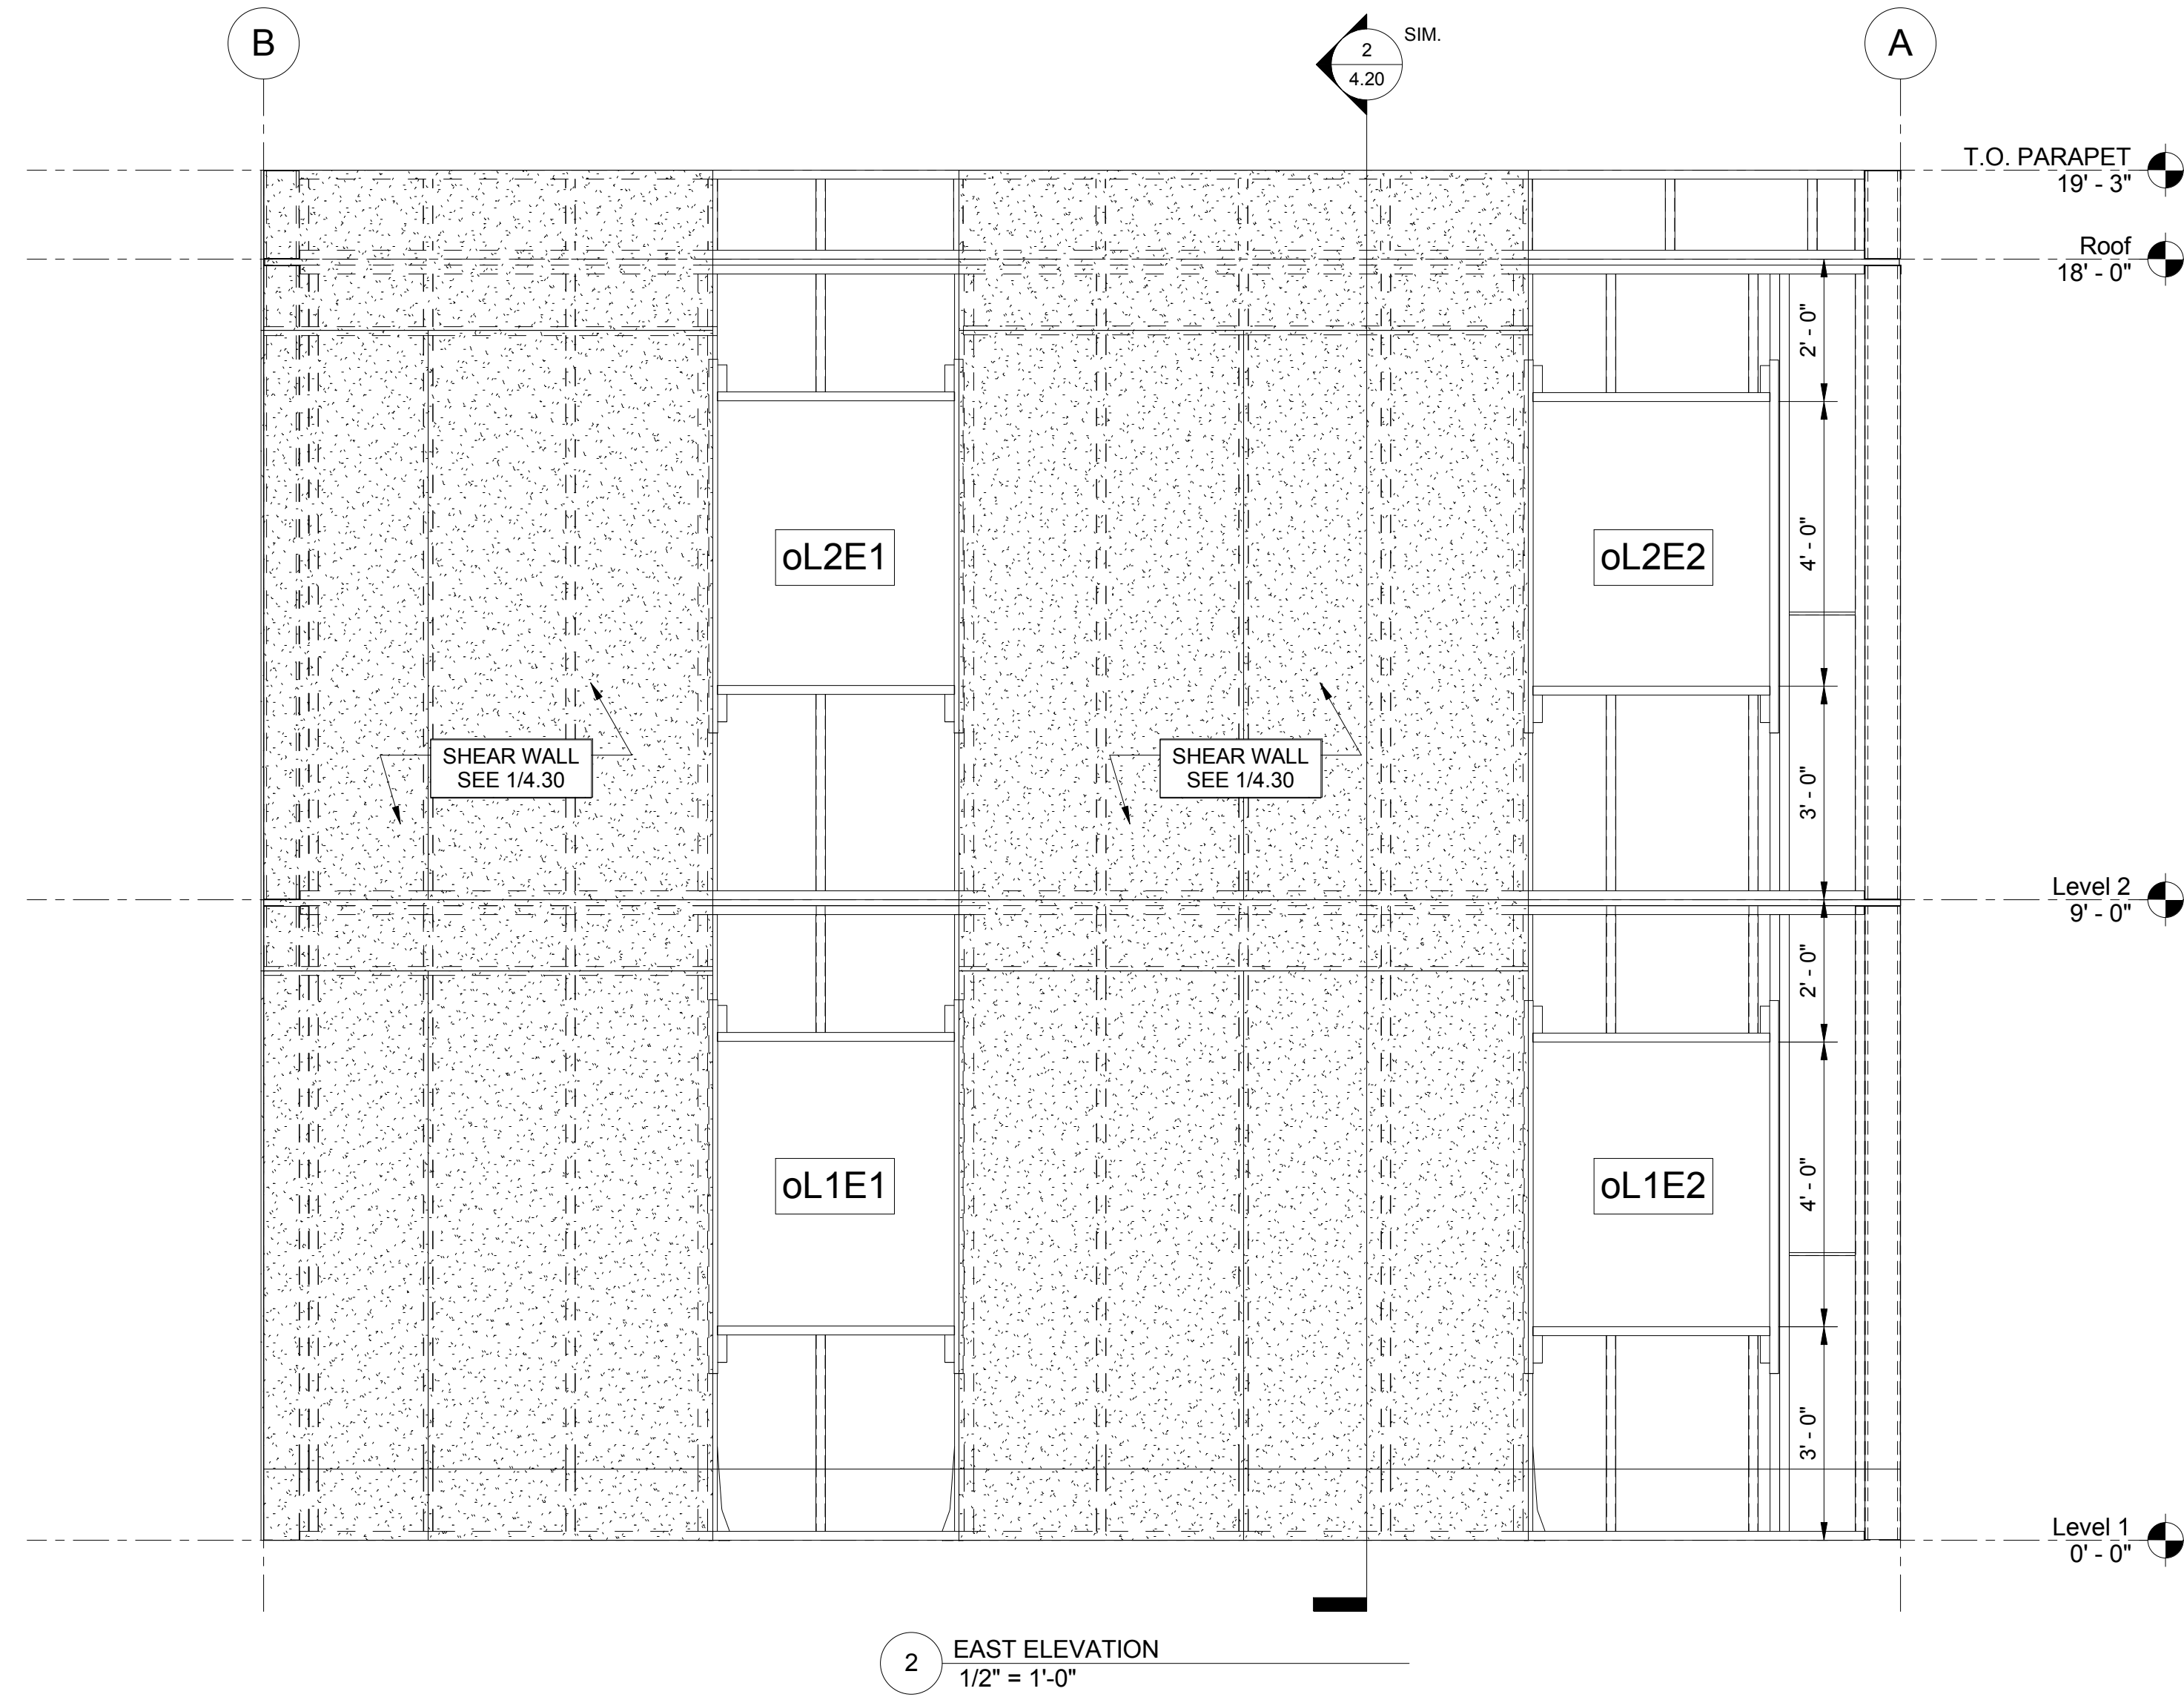 B
2
4.20
SIM.
A
T.O. PARAPET
19' - 3"
Roof
18' - 0"
2' - 0"
oL2E1
oL2E2
4' - 0"
SHEAR WALL
SEE 1/4.30
SHEAR WALL
SEE 1/4.30
3' - 0"
Level 2
9' - 0"
2' - 0"
oL1E1
oL1E2
4' - 0"
3' - 0"
Level 1
0' - 0"
2
EAST ELEVATION
1/2" = 1'-0"